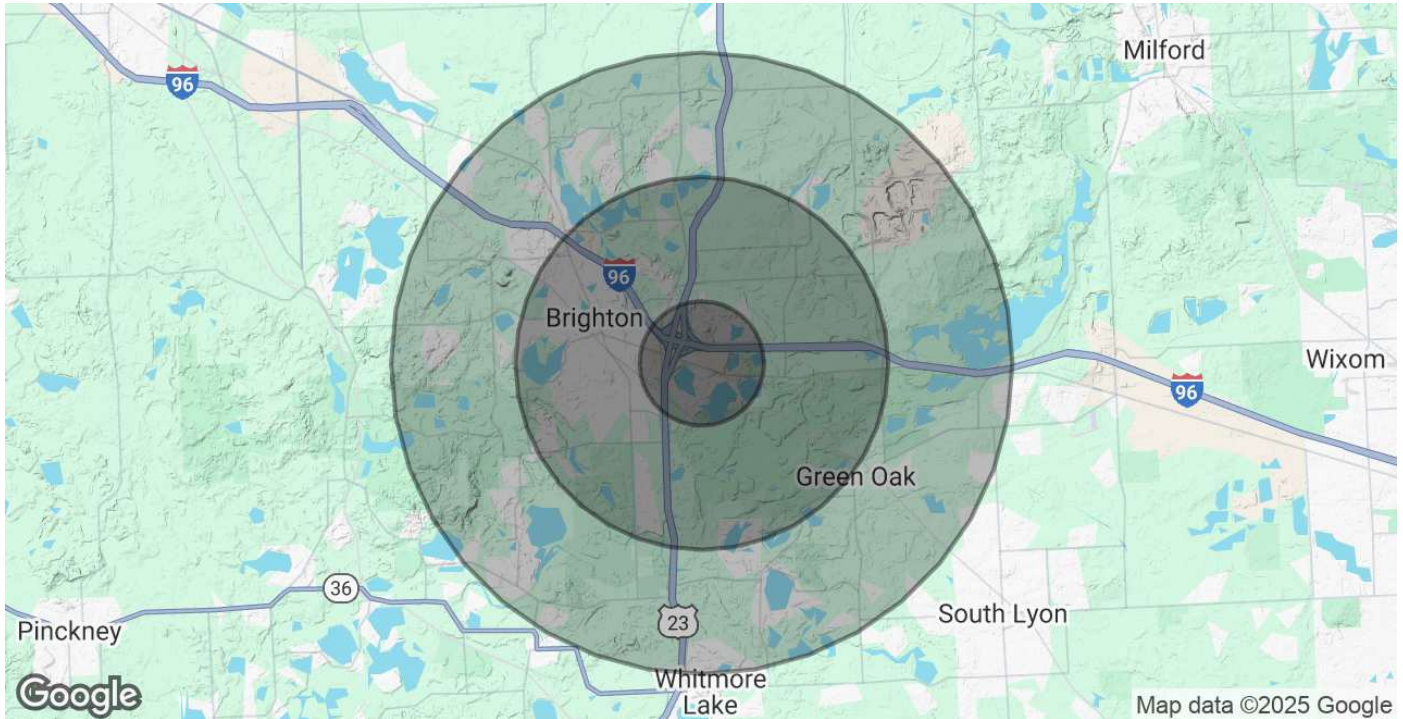 Milford
96
96
Brighton
Wixom
96
Green Oak
36
South Lyon
23
Pinckney
Whitmore
Lake
Google
Map data ©2025 Google